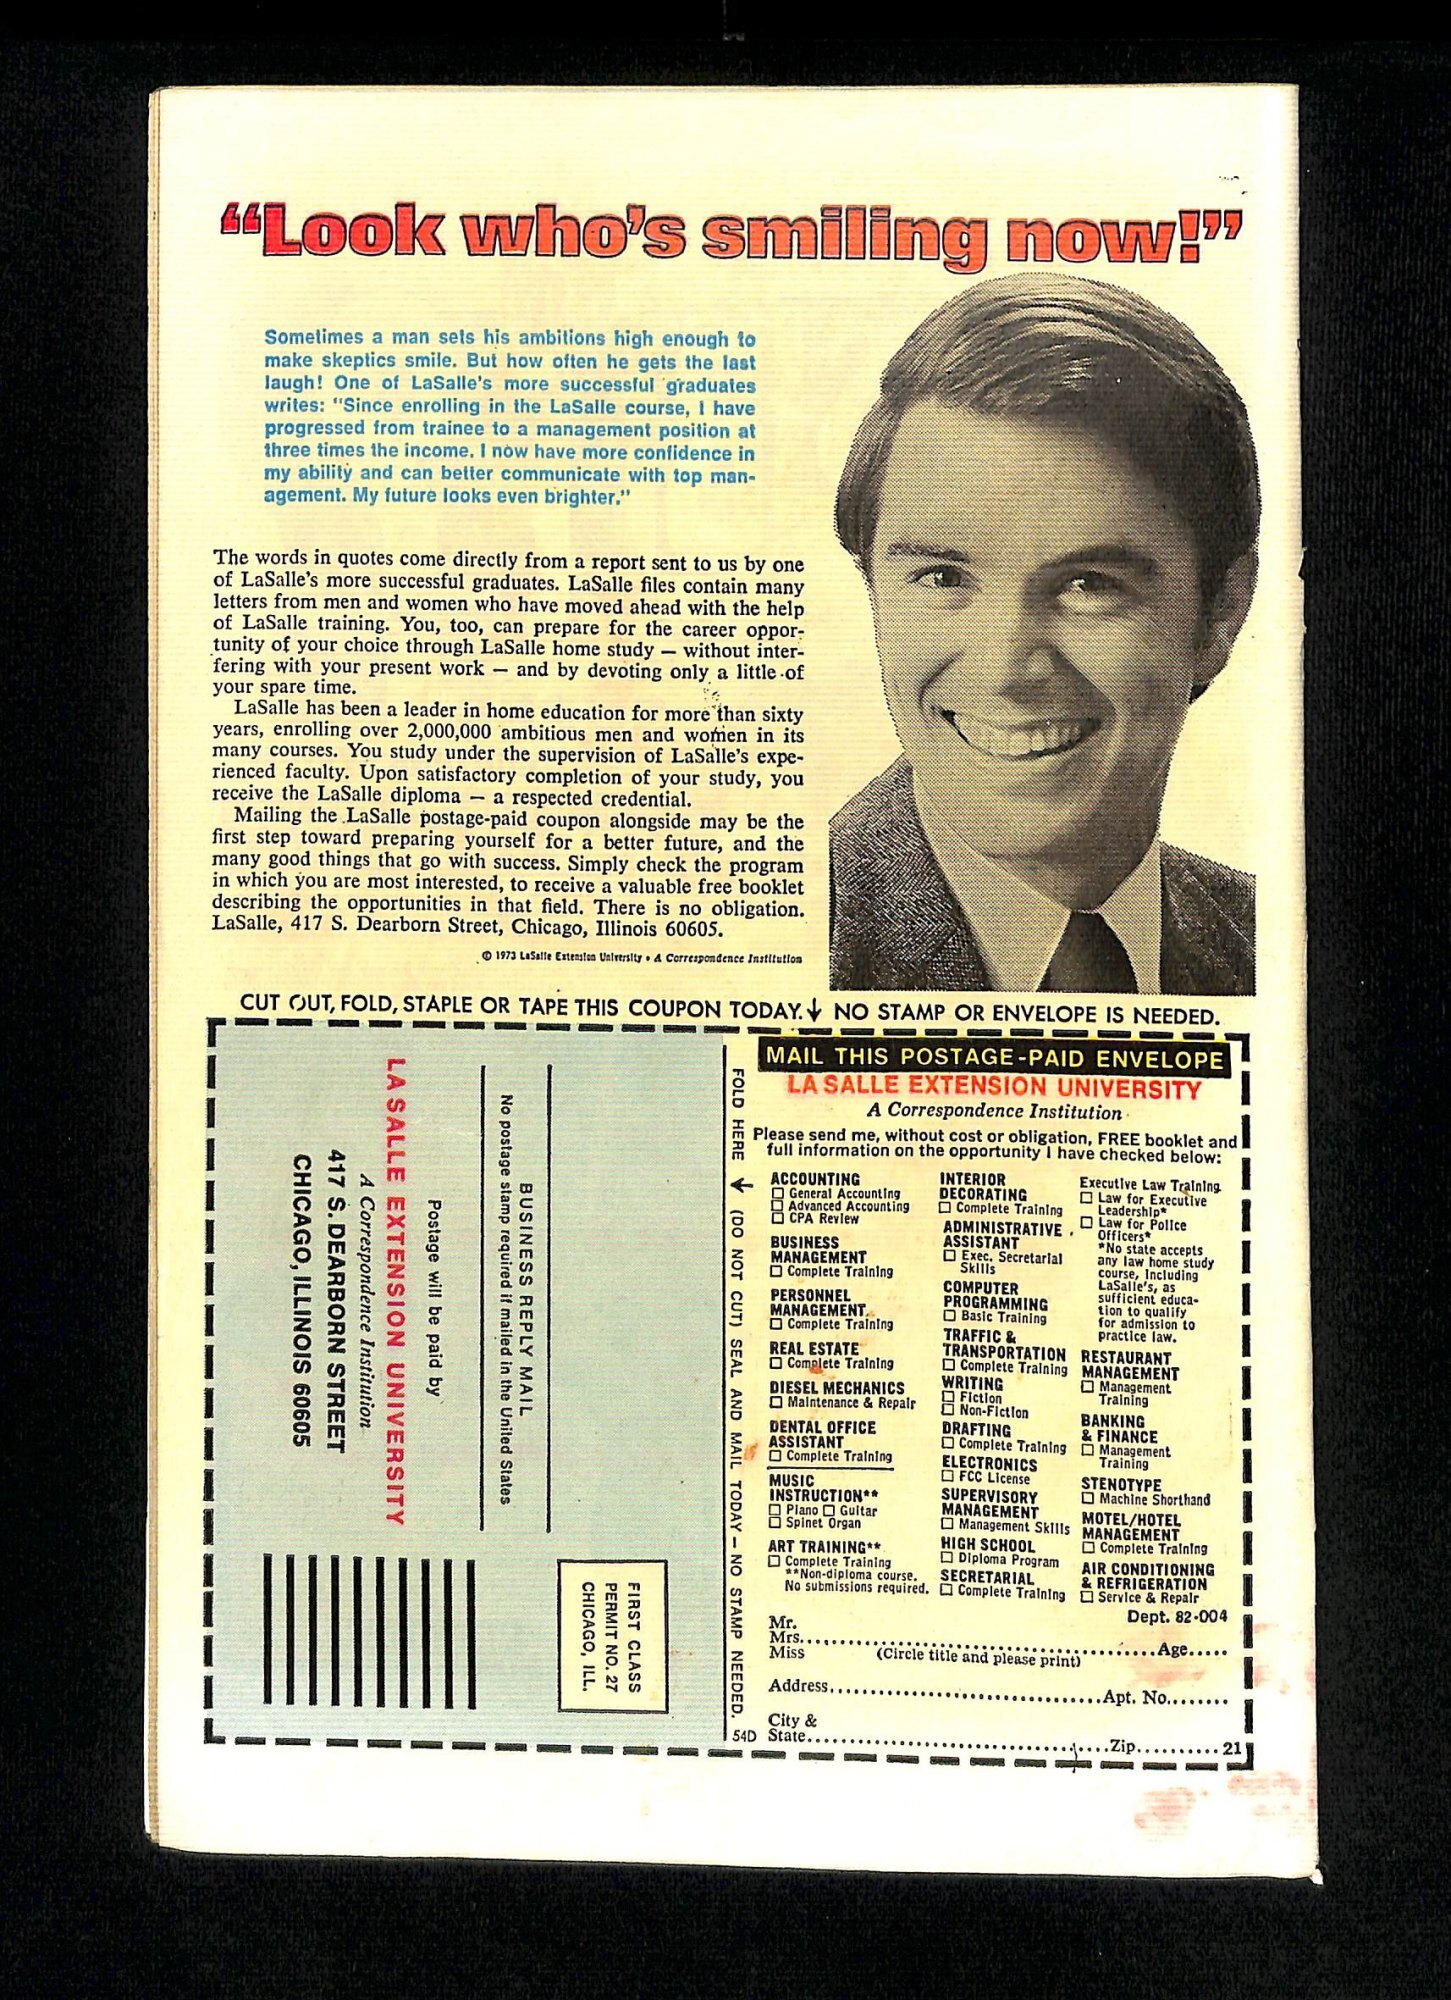 “Look who’s smiling now!”
Sometimes a man sets his ambitions high enough to
make skeptics smile. But how often he gets the last
laugh! One of LaSalle’s more successful graduates
writes: “Since enrolling in the LaSalle course, I have
progressed from trainee to a management position at
three times the income. I now have more confidence in
my ability and can better communicate with top man-
agement. My future looks even brighter.”
The words in quotes come directly from a report sent to us by one
of LaSalle’s more successful graduates. LaSalle files contain many
letters from men and women who have moved ahead with the help
of LaSalle training. You, too, can prepare for the career oppor-
tunity of your choice through LaSalle home study — without inter-
fering with your present work — and by devoting only a little of
your spare time.
LaSalle has been a leader in home education for more than sixty
years, enrolling over 2,000,000 ambitious men and women in its
many courses. You study under the supervision of LaSalle’s expe-
rienced faculty. Upon satisfactory completion of your study, you
receive the LaSalle diploma — a respected credential.
Mailing the LaSalle postage-paid coupon alongside may be the
first step toward preparing yourself for a better future, and the
many good things that go with success. Simply check the program
in which you are most interested, to receive a valuable free booklet
describing the opportunities in that field. There is no obligation.
LaSalle, 417 S. Dearborn Street, Chicago, Illinois 60605.
© 1973 LaSalle Extension University • A Correspondence Institution
CUT OUT, FOLD, STAPLE OR TAPE THIS COUPON TODAY. ↓ NO STAMP OR ENVELOPE IS NEEDED.
FIRST CLASS
PERMIT NO. 27
CHICAGO, ILL.
BUSINESS REPLY MAIL
No postage stamp required if mailed in the United States
Postage will be paid by
LA SALLE EXTENSION UNIVERSITY
A Correspondence Institution
417 S. DEARBORN STREET
CHICAGO, ILLINOIS 60605
FOLD HERE ← (DO NOT CUT) SEAL AND MAIL TODAY — NO STAMP NEEDED.
MAIL THIS POSTAGE-PAID ENVELOPE
LA SALLE EXTENSION UNIVERSITY
A Correspondence Institution
Please send me, without cost or obligation, FREE booklet and
full information on the opportunity I have checked below:
ACCOUNTING
☐ General Accounting
☐ Advanced Accounting
☐ CPA Review
BUSINESS
MANAGEMENT
☐ Complete Training
PERSONNEL
MANAGEMENT
☐ Complete Training
REAL ESTATE
☐ Complete Training
DIESEL MECHANICS
☐ Maintenance & Repair
DENTAL OFFICE
ASSISTANT
☐ Complete Training
MUSIC
INSTRUCTION**
☐ Piano ☐ Guitar
☐ Spinet Organ
ART TRAINING**
☐ Complete Training
**Non-diploma course.
No submissions required.
INTERIOR
DECORATING
☐ Complete Training
ADMINISTRATIVE
ASSISTANT
☐ Exec. Secretarial
Skills
COMPUTER
PROGRAMMING
☐ Basic Training
TRAFFIC &
TRANSPORTATION
☐ Complete Training
WRITING
☐ Fiction
☐ Non-Fiction
DRAFTING
☐ Complete Training
ELECTRONICS
☐ FCC License
SUPERVISORY
MANAGEMENT
☐ Management Skills
HIGH SCHOOL
☐ Diploma Program
SECRETARIAL
☐ Complete Training
Executive Law Training
☐ Law for Executive
Leadership*
☐ Law for Police
Officers*
*No state accepts
any law home study
course, including
LaSalle’s, as
sufficient educa-
tion to qualify
for admission to
practice law.
RESTAURANT
MANAGEMENT
☐ Management
Training
BANKING
& FINANCE
☐ Management
Training
STENOTYPE
☐ Machine Shorthand
MOTEL/HOTEL
MANAGEMENT
☐ Complete Training
AIR CONDITIONING
& REFRIGERATION
☐ Service & Repair
Dept. 82-004
Mr.
Mrs. Age
Miss (Circle title and please print)
Address Apt. No.
City &
54D State Zip 21